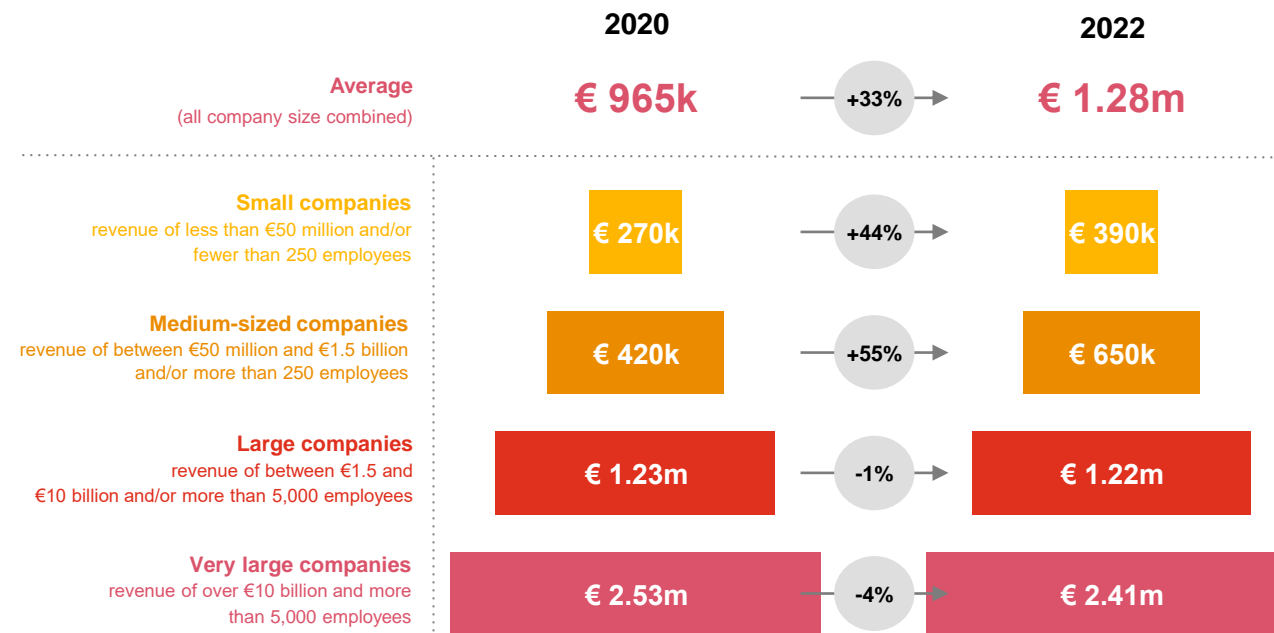 2020
2022
Average
(all company size combined)
€ 965k
+33%
€ 1.28m
Small companies
revenue of less than €50 million and/or
fewer than 250 employees
€ 270k
+44%
€ 390k
Medium-sized companies
revenue of between €50 million and €1.5 billion
and/or more than 250 employees
€ 420k
+55%
€ 650k
Large companies
revenue of between €1.5 and
€10 billion and/or more than 5,000 employees
€ 1.23m
-1%
€ 1.22m
Very large companies
revenue of over €10 billion and more
than 5,000 employees
€ 2.53m
-4%
€ 2.41m